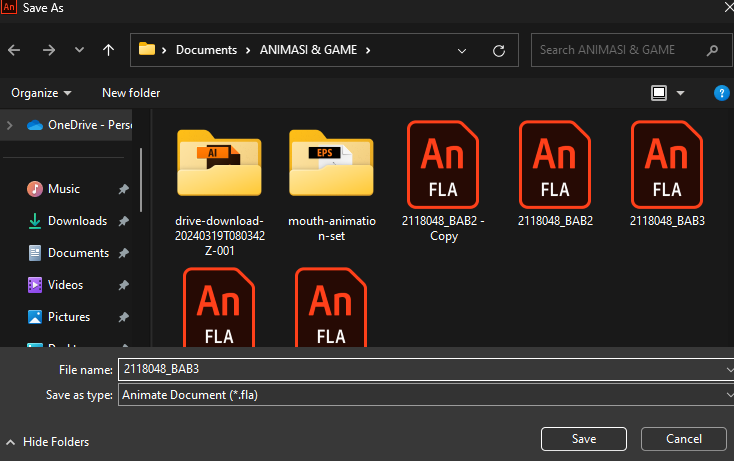 An Save As
Documents > ANIMASI & GAME >
Search ANIMASI & GAME
Organize
New folder
?
OneDrive - Perso
Music
Downloads
Documents
Videos
Pictures
AI
drive-download-
20240319T080342
Z-001
EPS
mouth-animatio
n-set
An
FLA
2118048_BAB2 -
Copy
An
FLA
2118048_BAB2
An
FLA
2118048_BAB3
An
FLA
An
FLA
File name: 2118048_BAB3
Save as type: Animate Document (*.fla)
Hide Folders
Save
Cancel